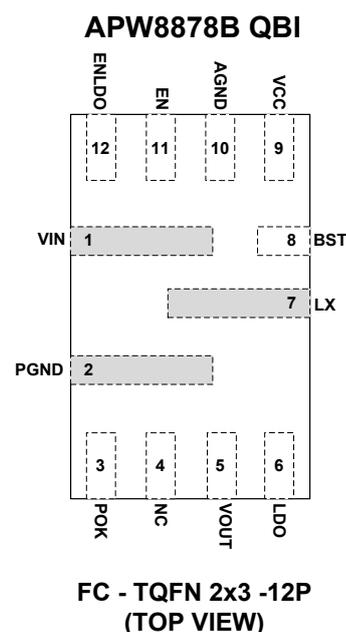 APW8878B QBI
ENLDO EN AGND VCC
12 11 10 9
VIN 1 8 BST
7 LX
PGND 2
3 4 5 6
POK NC VOUT LDO
FC - TQFN 2x3 -12P
(TOP VIEW)